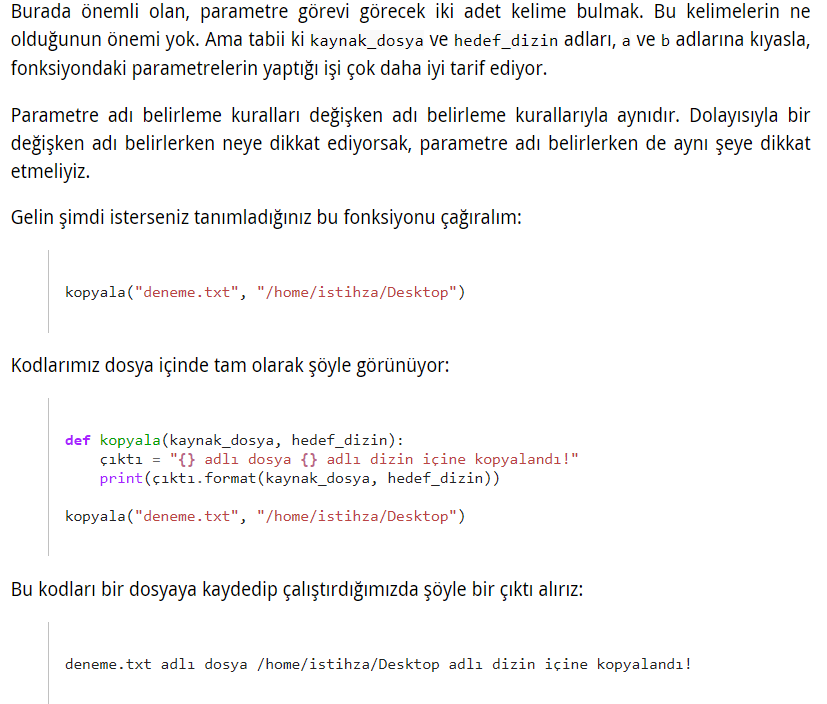 Burada önemli olan, parametre görevi görecek iki adet kelime bulmak. Bu kelimelerin ne
olduğunun önemi yok. Ama tabii ki kaynak_dosya ve hedef_dizin adları, a ve b adlarına kıyasla,
fonksiyondaki parametrelerin yaptığı işi çok daha iyi tarif ediyor.
Parametre adı belirleme kuralları değişken adı belirleme kurallarıyla aynıdır. Dolayısıyla bir
değişken adı belirlerken neye dikkat ediyorsak, parametre adı belirlerken de aynı şeye dikkat
etmeliyiz.
Gelin şimdi isterseniz tanımladığınız bu fonksiyonu çağıralım:
kopyala("deneme.txt", "/home/istihza/Desktop")
Kodlarımız dosya içinde tam olarak şöyle görünüyor:
def kopyala(kaynak_dosya, hedef_dizin):
    çıktı = "{} adlı dosya {} adlı dizin içine kopyalandı!"
    print(çıktı.format(kaynak_dosya, hedef_dizin))
kopyala("deneme.txt", "/home/istihza/Desktop")
Bu kodları bir dosyaya kaydedip çalıştırdığımızda şöyle bir çıktı alırız:
deneme.txt adlı dosya /home/istihza/Desktop adlı dizin içine kopyalandı!